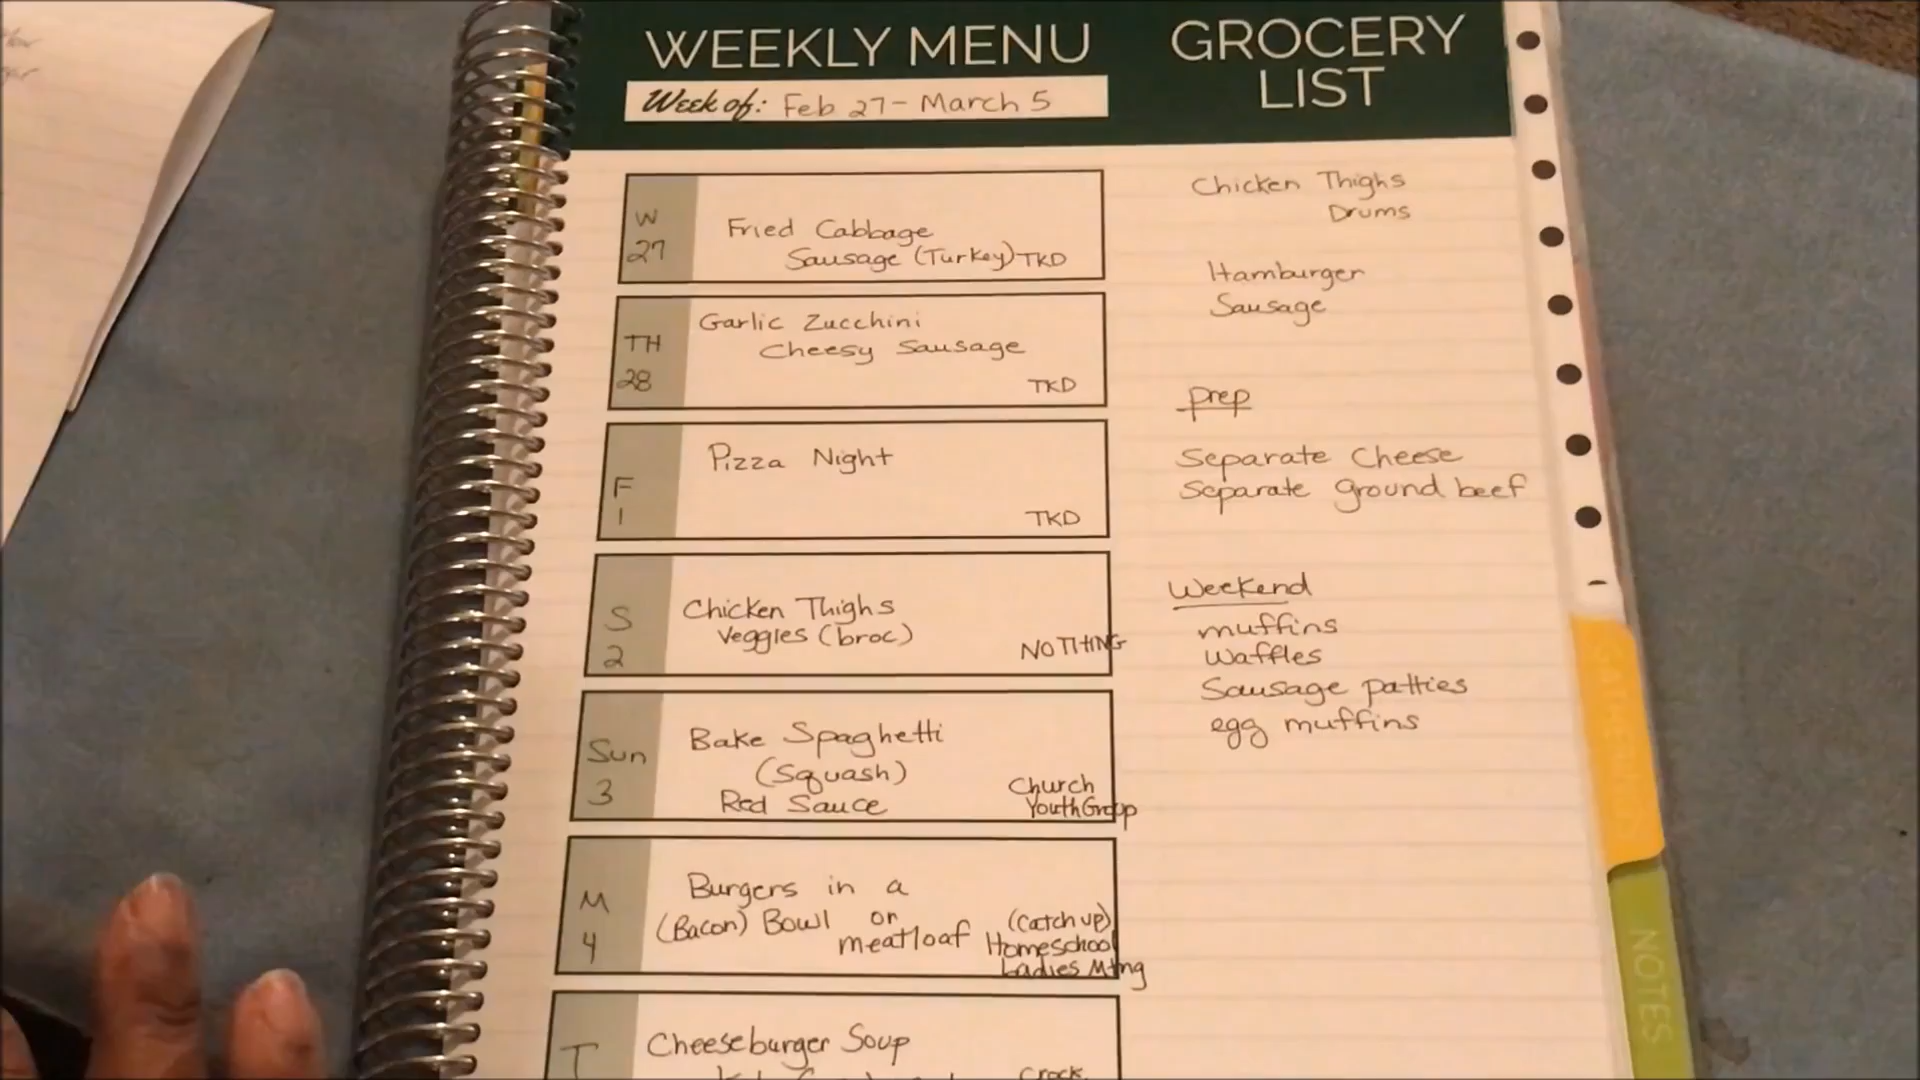 WEEKLY MENU
Week of: Feb 27 - March 5
W
27
Fried Cabbage
Sausage (Turkey) TKD
TH
28
Garlic Zucchini
Cheesy Sausage
TKD
F
1
Pizza Night
TKD
S
2
Chicken Thighs
Veggies (broc)
NOTHING
Sun
3
Bake Spaghetti
(Squash)
Red Sauce
Church
Youth Group
M
4
Burgers in a
(Bacon) Bowl or
meatloaf
(Catch up)
Homeschool
Ladies Mtng
T
Cheeseburger Soup
Crock
GROCERY
LIST
Chicken Thighs
Drums
Hamburger
Sausage
prep
Separate Cheese
Separate ground beef
Weekend
muffins
Waffles
Sausage patties
egg muffins
NOTES